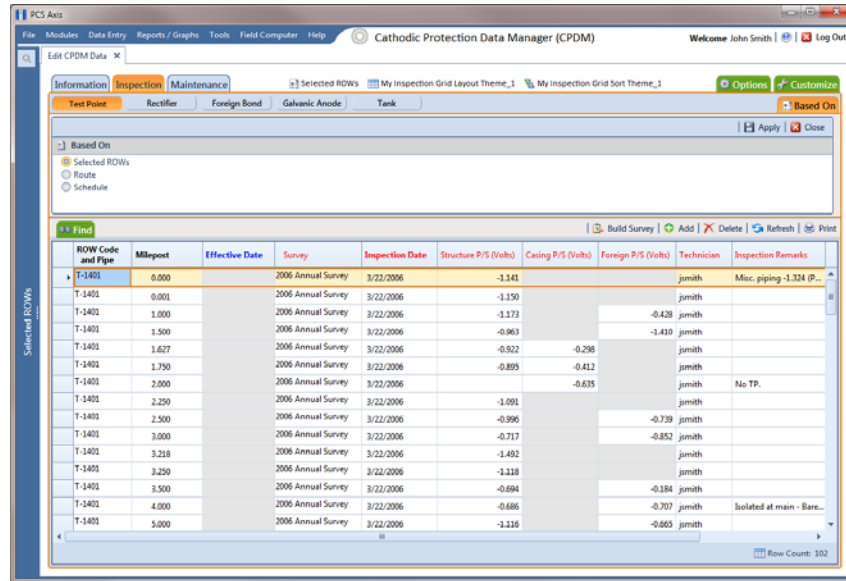 PCS Axis
File Modules Data Entry Reports / Graphs Tools Field Computer Help Cathodic Protection Data Manager (CPDM) Welcome John Smith | | Log Out
Edit CPDM Data
Information Inspection Maintenance Selected ROWs My Inspection Grid Layout Theme_1 My Inspection Grid Sort Theme_1 Options Customize
Test Point Rectifier Foreign Bond Galvanic Anode Tank Based On
| Apply | Close
Based On
Selected ROWs
Route
Schedule
Find | Build Survey | Add | Delete | Refresh | Print
ROW Code and Pipe Milepost Effective Date Survey Inspection Date Structure P/S (Volts) Casing P/S (Volts) Foreign P/S (Volts) Technician Inspection Remarks
T-1401 0.000 2006 Annual Survey 3/22/2006 -1.141 jsmith Misc. piping -1.324 (P...
T-1401 0.001 2006 Annual Survey 3/22/2006 -1.150 jsmith
T-1401 1.000 2006 Annual Survey 3/22/2006 -1.173 -0.428 jsmith
T-1401 1.500 2006 Annual Survey 3/22/2006 -0.963 -1.410 jsmith
T-1401 1.627 2006 Annual Survey 3/22/2006 -0.922 -0.298 jsmith
T-1401 1.750 2006 Annual Survey 3/22/2006 -0.895 -0.412 jsmith
T-1401 2.000 2006 Annual Survey 3/22/2006 -0.635 jsmith No TP.
T-1401 2.250 2006 Annual Survey 3/22/2006 -1.091 jsmith
T-1401 2.500 2006 Annual Survey 3/22/2006 -0.996 -0.739 jsmith
T-1401 3.000 2006 Annual Survey 3/22/2006 -0.717 -0.852 jsmith
T-1401 3.218 2006 Annual Survey 3/22/2006 -1.492 jsmith
T-1401 3.250 2006 Annual Survey 3/22/2006 -1.118 jsmith
T-1401 3.500 2006 Annual Survey 3/22/2006 -0.694 -0.184 jsmith
T-1401 4.000 2006 Annual Survey 3/22/2006 -0.686 -0.707 jsmith Isolated at main - Bare...
T-1401 5.000 2006 Annual Survey 3/22/2006 -1.116 -0.665 jsmith
Row Count: 102
Selected ROWs